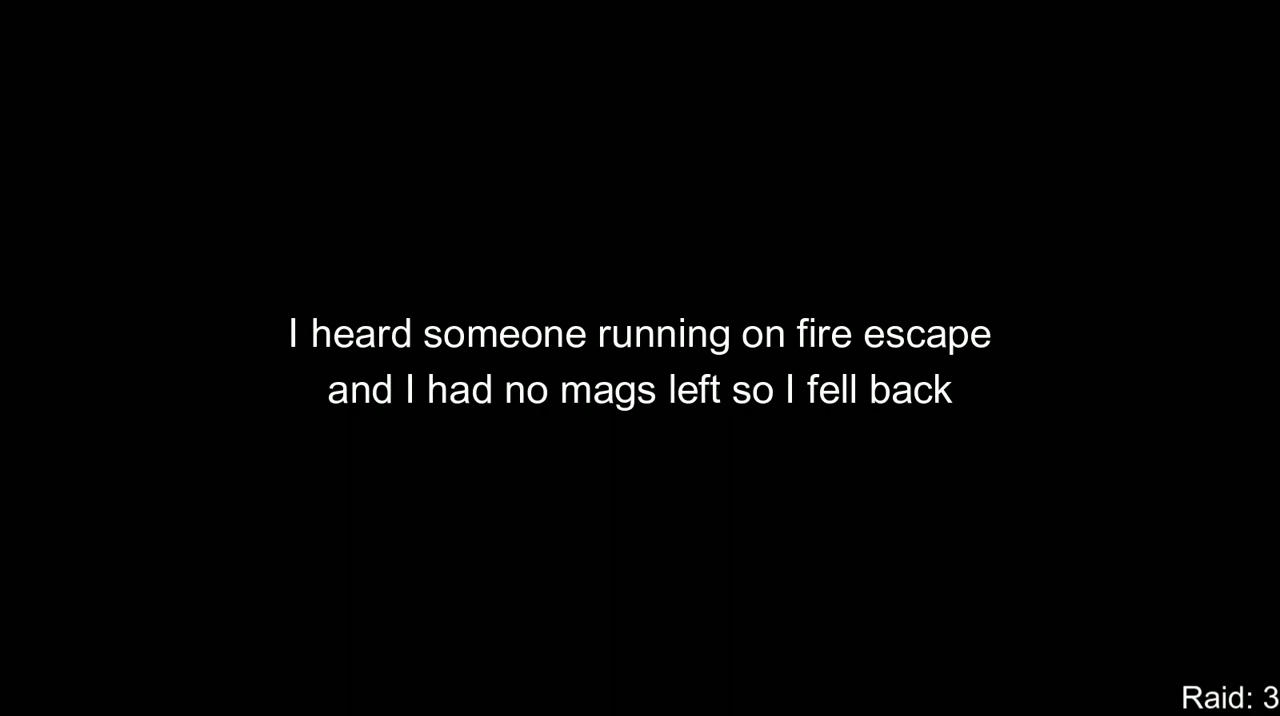 I heard someone running on fire escape
and I had no mags left so I fell back
Raid: 3